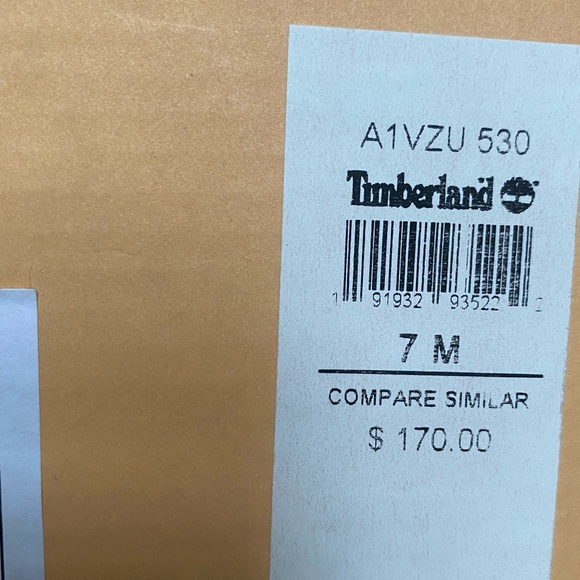 A1VZU 530
Timberland
1 91932 93522 2
7 M
COMPARE SIMILAR
$ 170.00